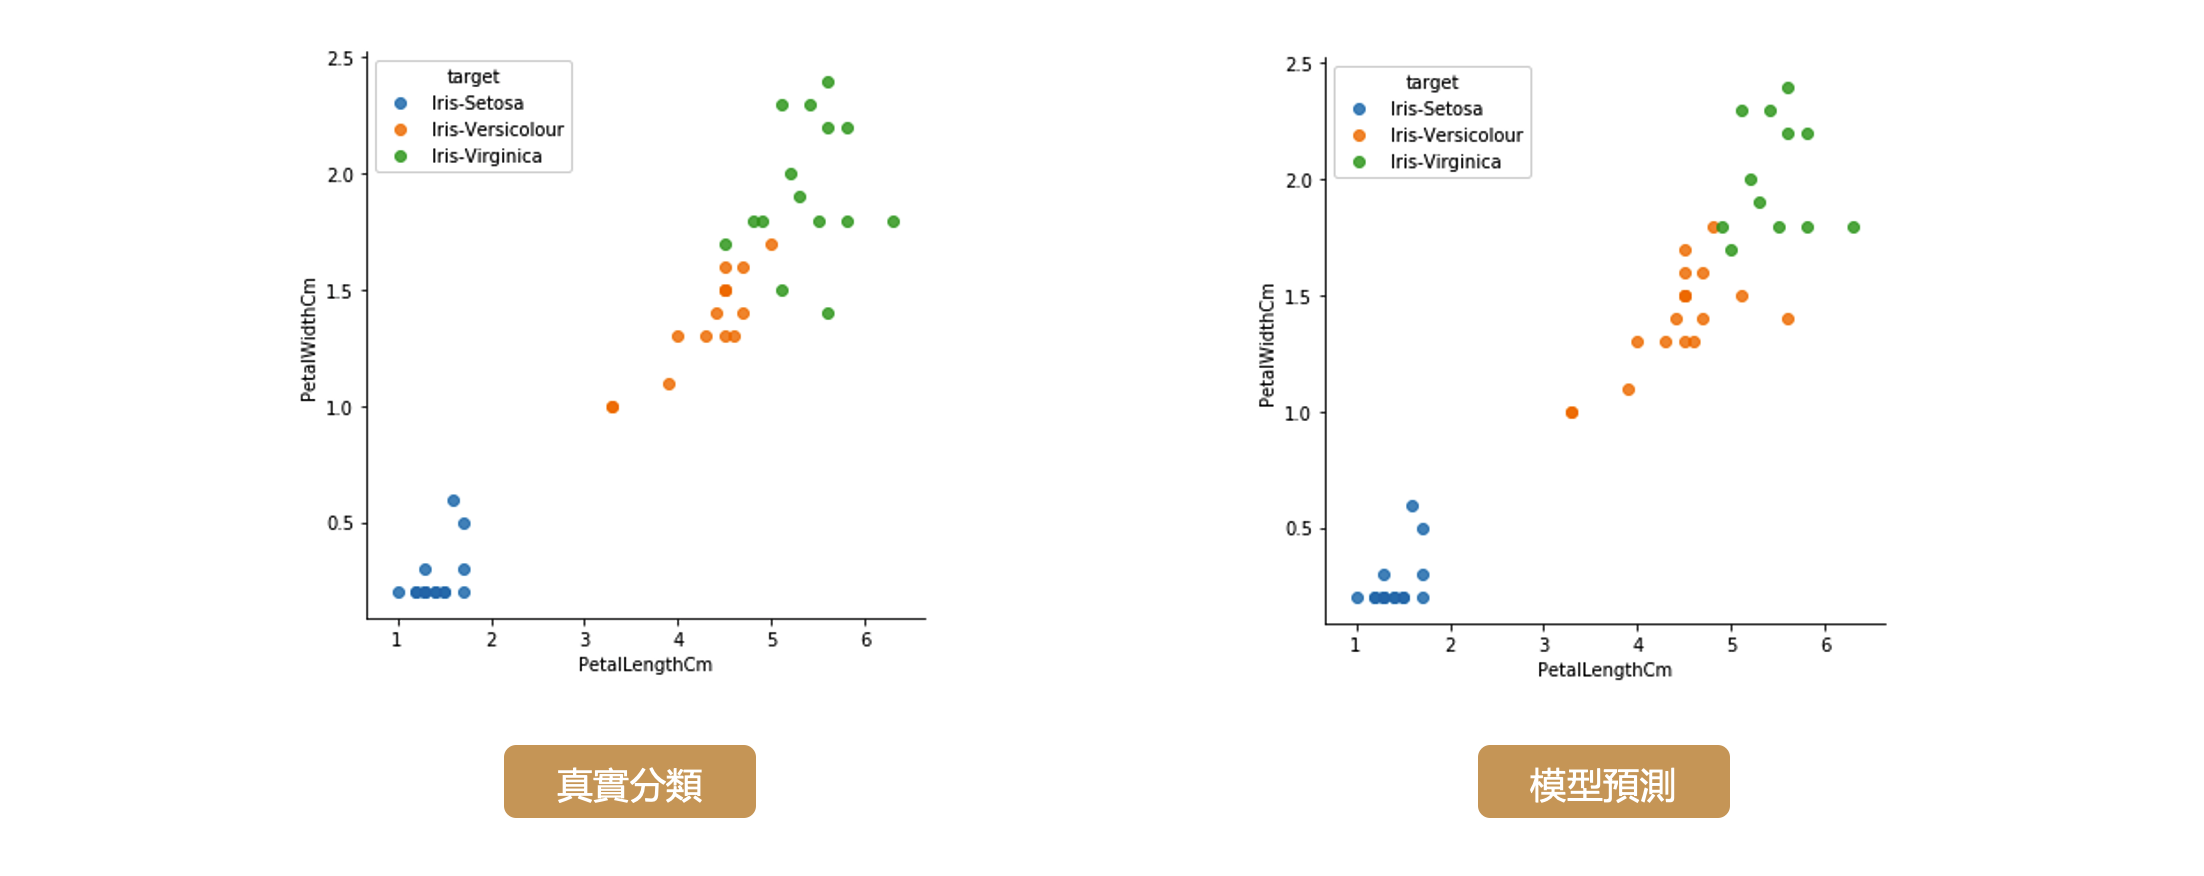 2.5
2.0
1.5
1.0
0.5
PetalWidthCm
target
Iris-Setosa
Iris-Versicolour
Iris-Virginica
1 2 3 4 5 6
PetalLengthCm
真實分類
2.5
2.0
1.5
1.0
0.5
PetalWidthCm
target
Iris-Setosa
Iris-Versicolour
Iris-Virginica
1 2 3 4 5 6
PetalLengthCm
模型預測